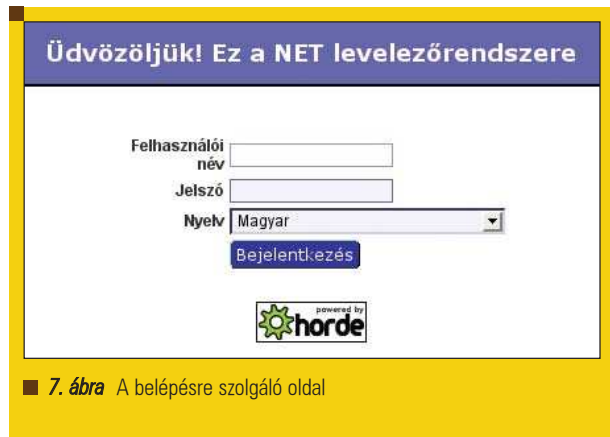 Üdvözöljük! Ez a NET levelezőrendszere
Felhasználói
név
Jelszó
Nyelv Magyar
Bejelentkezés
powered by
horde
7. ábra A belépésre szolgáló oldal